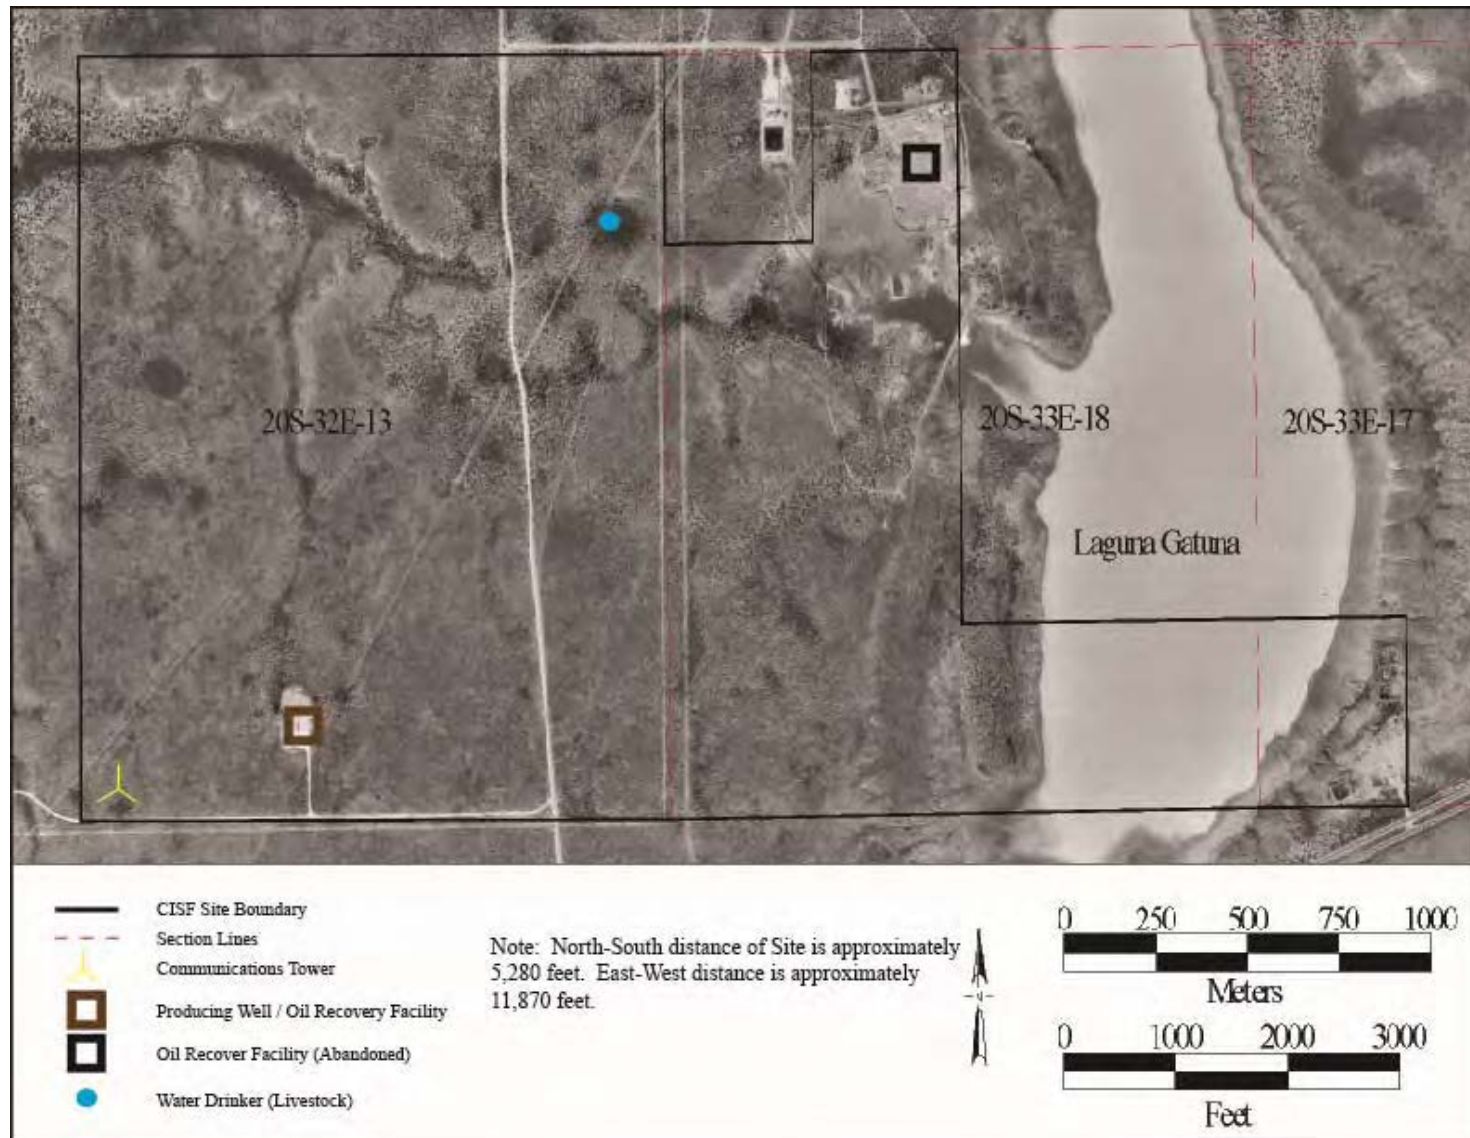 20S-32E-13
20S-33E-18
20S-33E-17
Laguna Gatuna
CISF Site Boundary
Section Lines
Communications Tower
Producing Well / Oil Recovery Facility
Oil Recover Facility (Abandoned)
Water Drinker (Livestock)
Note: North-South distance of Site is approximately
5,280 feet. East-West distance is approximately
11,870 feet.
0 250 500 750 1000
Meters
0 1000 2000 3000
Feet